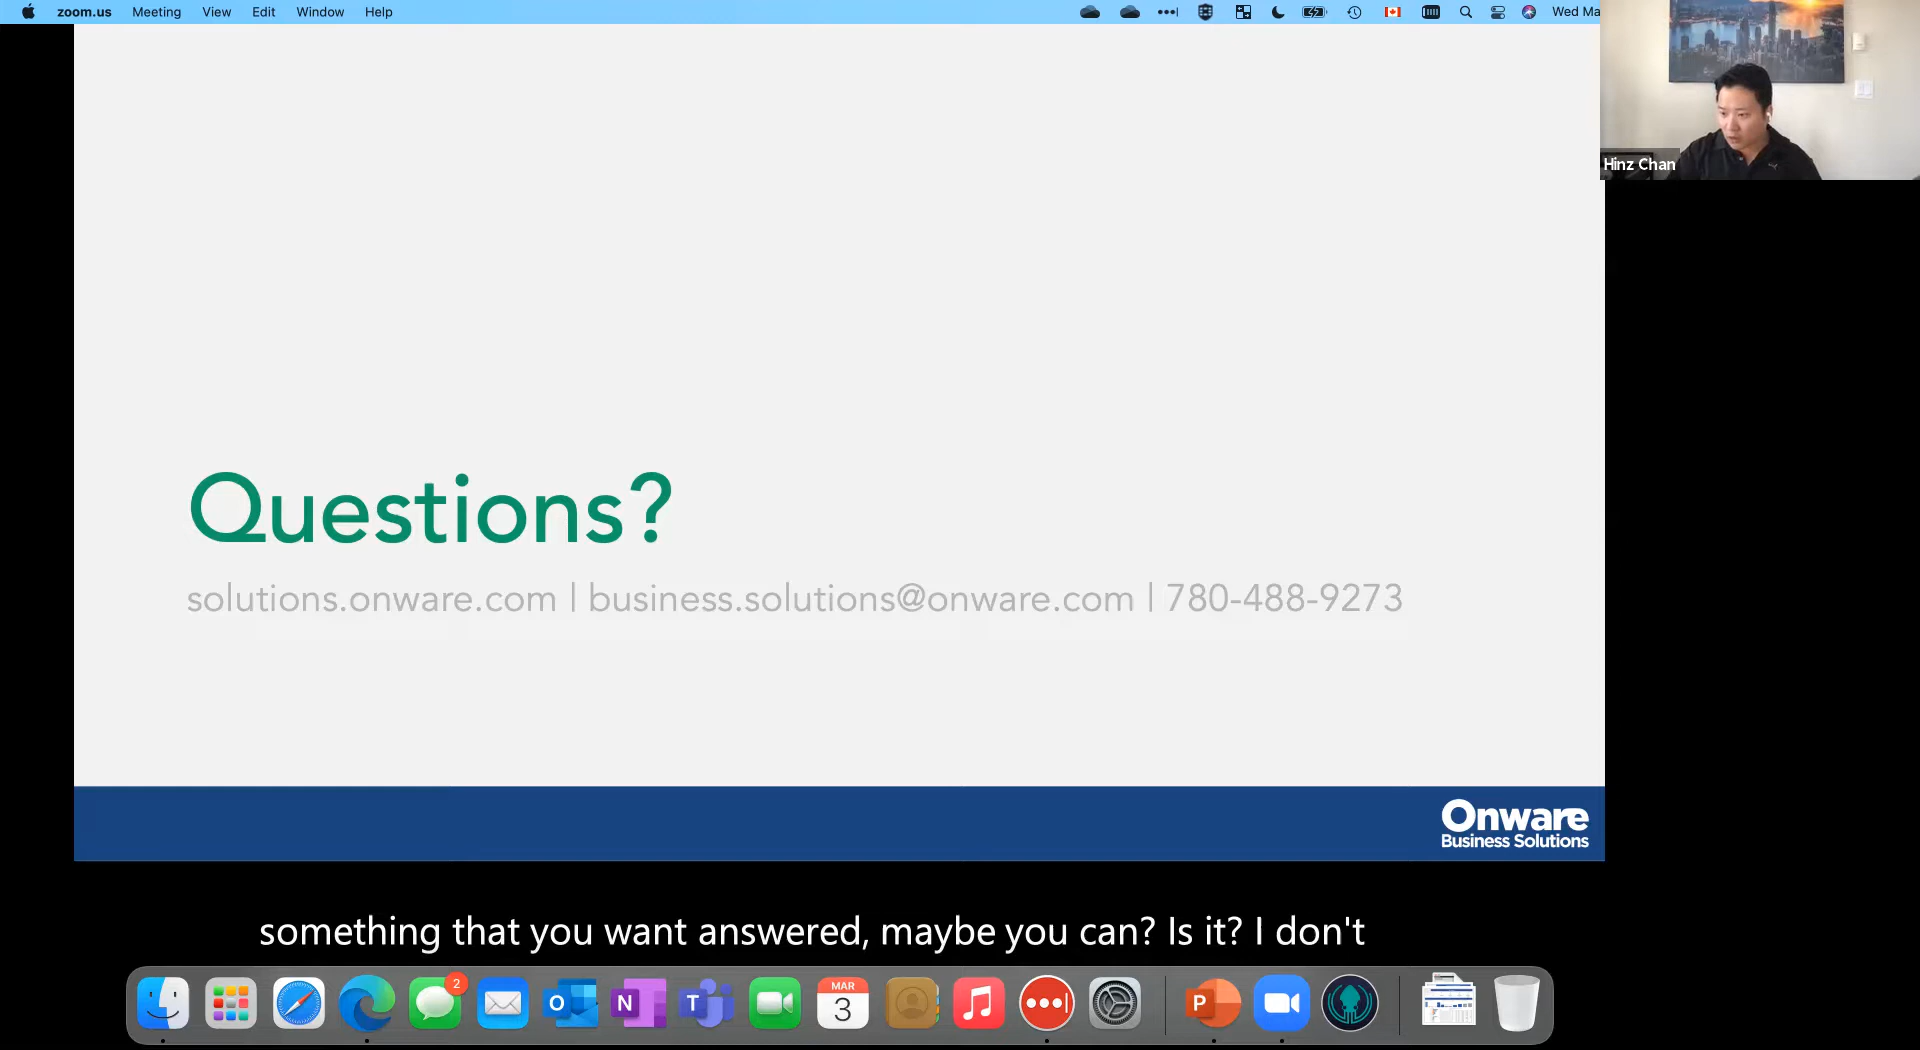 zoom.us Meeting View Edit Window Help
Wed Ma
Hinz Chan
Questions?
solutions.onware.com | business.solutions@onware.com | 780-488-9273
Onware
Business Solutions
something that you want answered, maybe you can? Is it? I don't
2
O
N
T
MAR
3
P